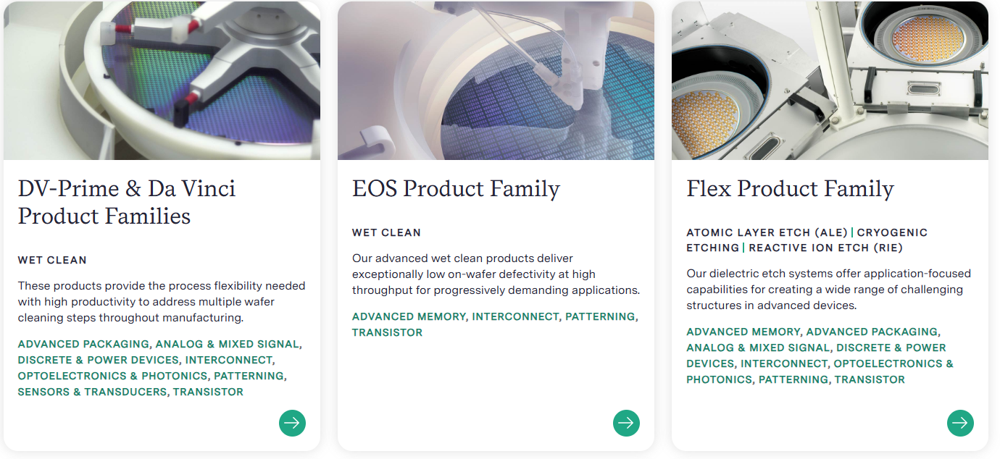 DV-Prime & Da Vinci
Product Families
WET CLEAN
These products provide the process flexibility needed
with high productivity to address multiple wafer
cleaning steps throughout manufacturing.
ADVANCED PACKAGING, ANALOG & MIXED SIGNAL,
DISCRETE & POWER DEVICES, INTERCONNECT,
OPTOELECTRONICS & PHOTONICS, PATTERNING,
SENSORS & TRANSDUCERS, TRANSISTOR
EOS Product Family
WET CLEAN
Our advanced wet clean products deliver
exceptionally low on-wafer defectivity at high
throughput for progressively demanding applications.
ADVANCED MEMORY, INTERCONNECT, PATTERNING,
TRANSISTOR
Flex Product Family
ATOMIC LAYER ETCH (ALE) | CRYOGENIC
ETCHING | REACTIVE ION ETCH (RIE)
Our dielectric etch systems offer application-focused
capabilities for creating a wide range of challenging
structures in advanced devices.
ADVANCED MEMORY, ADVANCED PACKAGING,
ANALOG & MIXED SIGNAL, DISCRETE & POWER
DEVICES, INTERCONNECT, OPTOELECTRONICS &
PHOTONICS, PATTERNING, TRANSISTOR